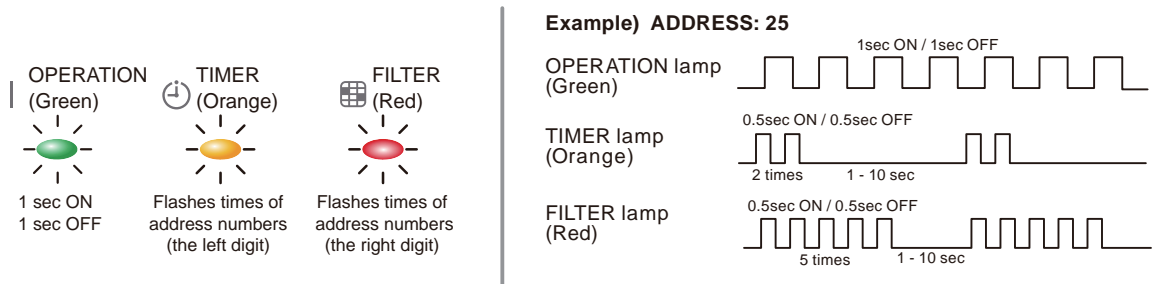 OPERATION
(Green)
1 sec ON
1 sec OFF
TIMER
(Orange)
Flashes times of
address numbers
(the left digit)
FILTER
(Red)
Flashes times of
address numbers
(the right digit)
Example)  ADDRESS: 25
OPERATION lamp
(Green)
1sec ON / 1sec OFF
TIMER lamp
(Orange)
0.5sec ON / 0.5sec OFF
2 times
1 - 10 sec
FILTER lamp
(Red)
0.5sec ON / 0.5sec OFF
5 times
1 - 10 sec